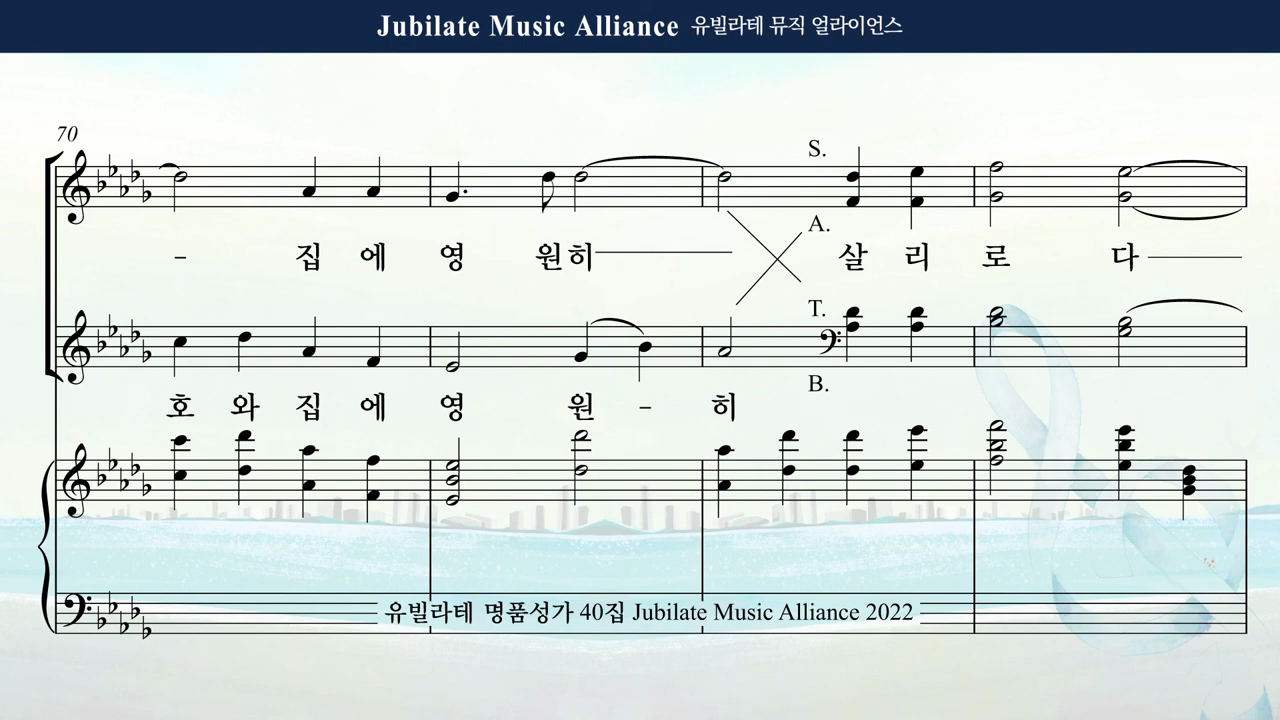 Jubilate Music Alliance 유빌라테 뮤직 얼라이언스
70
S.
A.
- 집 에 영 원 히 살 리 로 다
T.
B.
호 와 집 에 영 원 - 히
유빌라테 명품성가 40집 Jubilate Music Alliance 2022